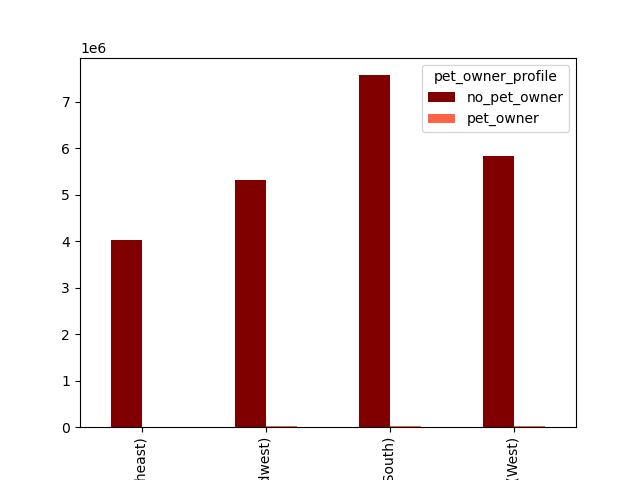 1e6
pet_owner_profile
no_pet_owner
pet_owner
7
6
5
4
3
2
1
0
heast)
dwest)
South)
(West)